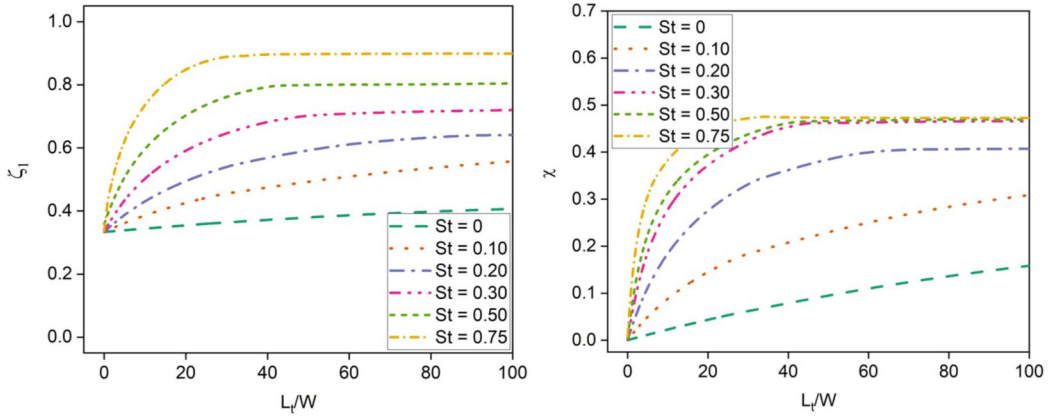 1.0
0.8
0.6
0.4
0.2
0.0
ζ1
0 20 40 60 80 100
Lt/W
St = 0
St = 0.10
St = 0.20
St = 0.30
St = 0.50
St = 0.75
0.7
0.6
0.5
0.4
0.3
0.2
0.1
0.0
χ
0 20 40 60 80 100
Lt/W
St = 0
St = 0.10
St = 0.20
St = 0.30
St = 0.50
St = 0.75